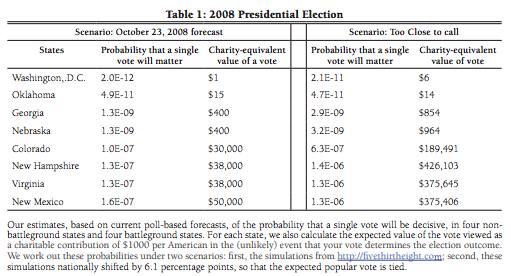 Table 1: 2008 Presidential Election
Scenario: October 23, 2008 forecast Scenario: Too Close to call
States Probability that a single vote will matter Charity-equivalent value of a vote Probability that a single vote will matter Charity-equivalent value of vote
Washington,.D.C. 2.0E-12 $1 2.1E-11 $6
Oklahoma 4.9E-11 $15 4.7E-11 $14
Georgia 1.3E-09 $400 2.9E-09 $854
Nebraska 1.3E-09 $400 3.2E-09 $964
Colorado 1.0E-07 $30,000 6.3E-07 $189,491
New Hampshire 1.3E-07 $38,000 1.4E-06 $426,103
Virginia 1.3E-07 $38,000 1.3E-06 $375,645
New Mexico 1.6E-07 $50,000 1.3E-06 $375,406
Our estimates, based on current poll-based forecasts, of the probability that a single vote will be decisive, in four non-
battleground states and four battleground states. For each state, we also calculate the expected value of the vote viewed as
a charitable contribution of $1000 per American in the (unlikely) event that your vote determines the election outcome.
We work out these probabilities under two scenarios: first, the simulations from http://fivethirtheight.com; second, these
simulations nationally shifted by 6.1 percentage points, so that the expected popular vote is tied.